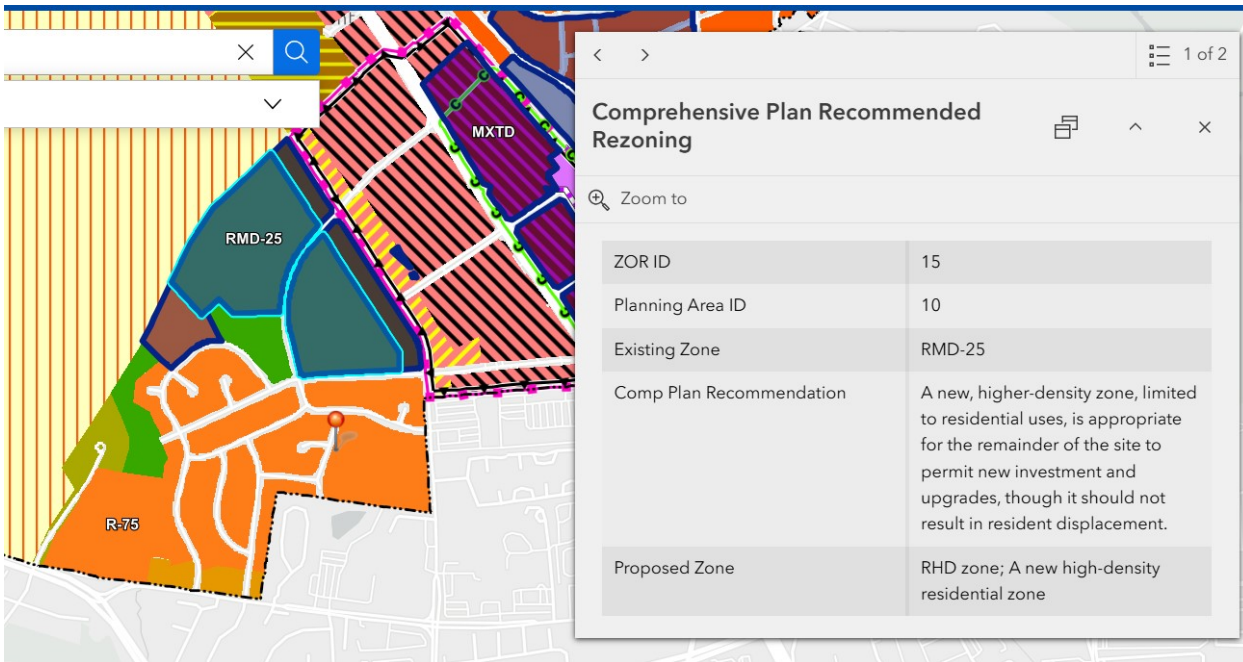 1 of 2
Comprehensive Plan Recommended
Rezoning
Zoom to
ZOR ID 15
Planning Area ID 10
Existing Zone RMD-25
Comp Plan Recommendation A new, higher-density zone, limited
to residential uses, is appropriate
for the remainder of the site to
permit new investment and
upgrades, though it should not
result in resident displacement.
Proposed Zone RHD zone; A new high-density
residential zone
MXTD
RMD-25
R-75